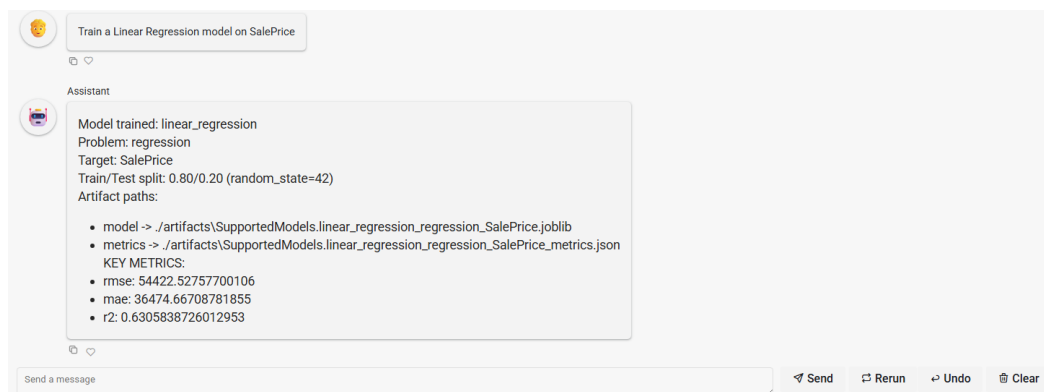 Train a Linear Regression model on SalePrice
Assistant
Model trained: linear_regression
Problem: regression
Target: SalePrice
Train/Test split: 0.80/0.20 (random_state=42)
Artifact paths:
• model -> ./artifacts\SupportedModels.linear_regression_regression_SalePrice.joblib
• metrics -> ./artifacts\SupportedModels.linear_regression_regression_SalePrice_metrics.json
KEY METRICS:
• rmse: 54422.52757700106
• mae: 36474.66708781855
• r2: 0.6305838726012953
Send a message
Send
Rerun
Undo
Clear